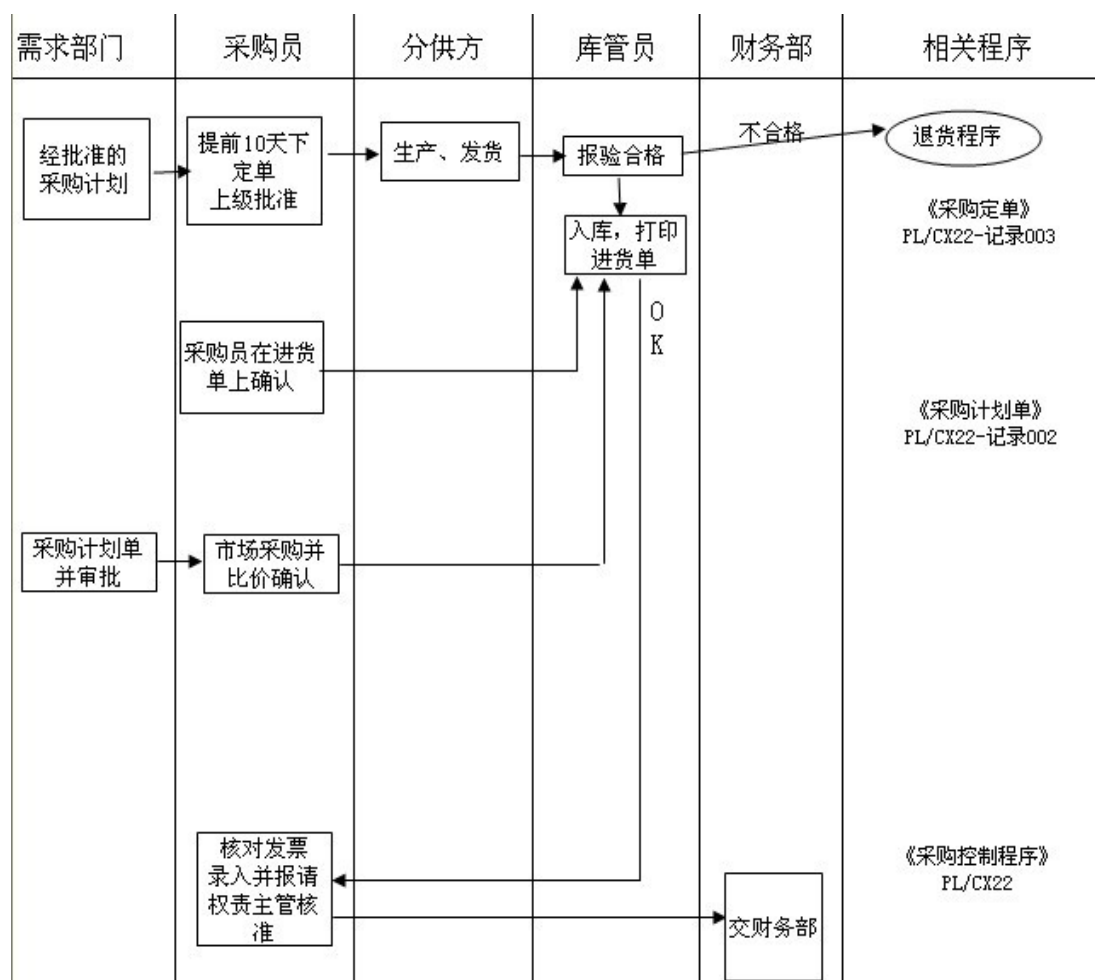 需求部门
采购员
分供方
库管员
财务部
相关程序
经批准的
采购计划
提前10天下
定单
上级批准
生产、发货
报验合格
不合格
退货程序
《采购定单》
PL/CX22-记录003
入库，打印
进货单
O
K
采购员在进货
单上确认
《采购计划单》
PL/CX22-记录002
采购计划单
并审批
市场采购并
比价确认
核对发票
录入并报请
权责主管核
准
交财务部
《采购控制程序》
PL/CX22